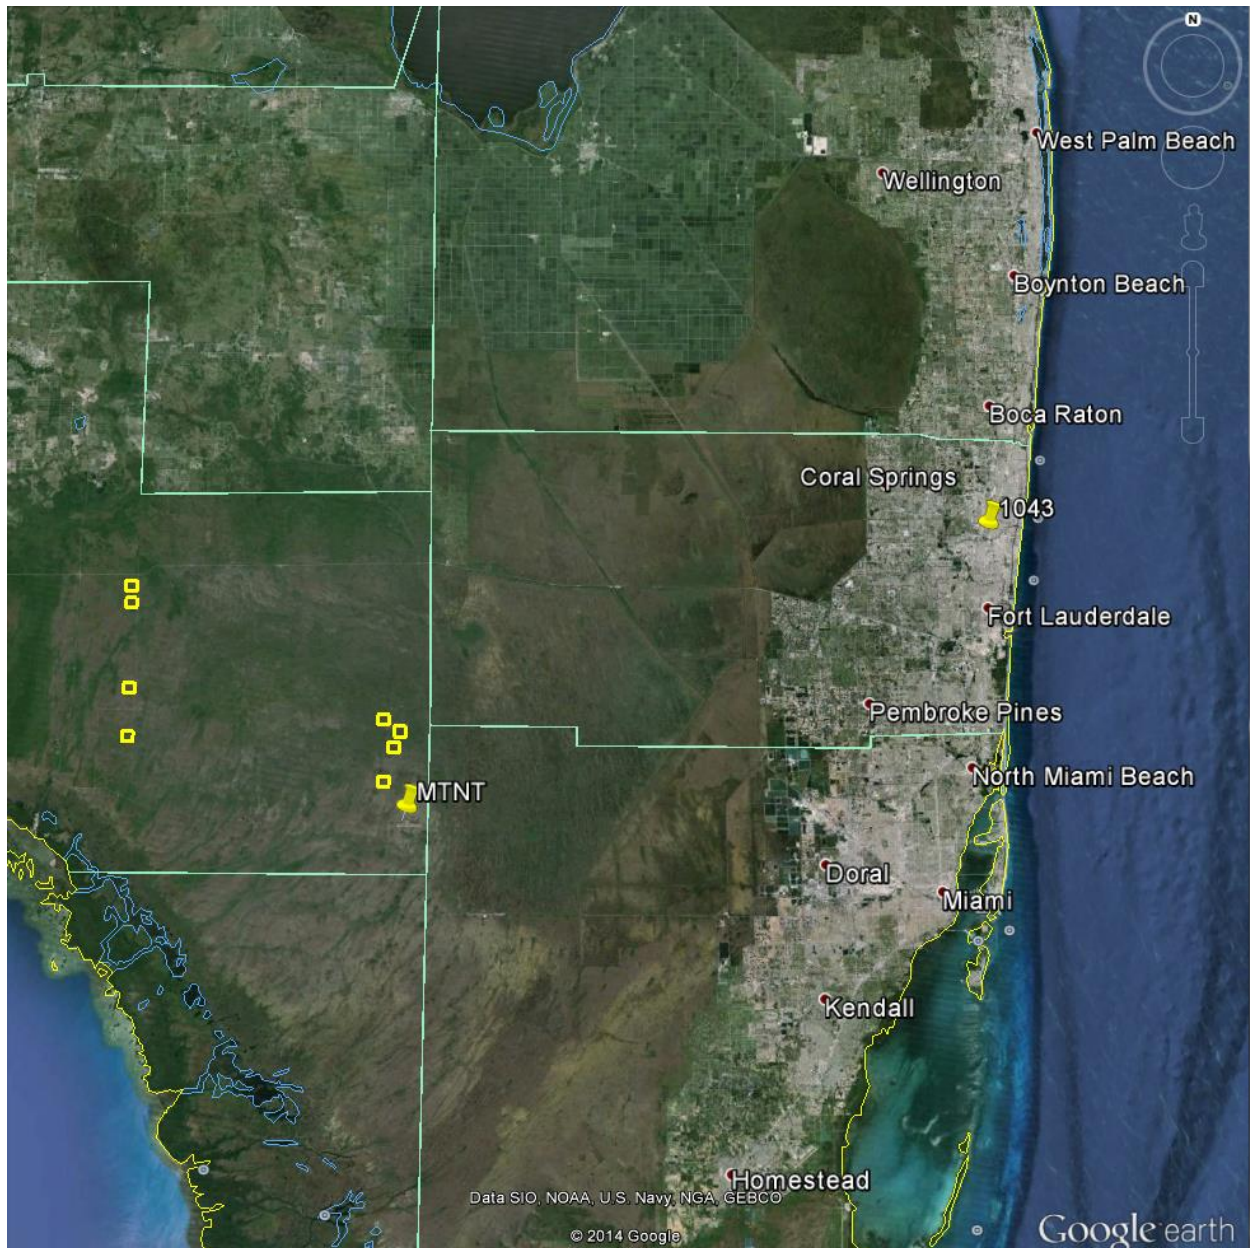 N
West Palm Beach
Wellington
Boynton Beach
Boca Raton
Coral Springs
1043
Fort Lauderdale
Pembroke Pines
North Miami Beach
MTNT
Doral
Miami
Kendall
Homestead
Data SIO, NOAA, U.S. Navy, NGA, GEBCO
© 2014 Google
Google earth